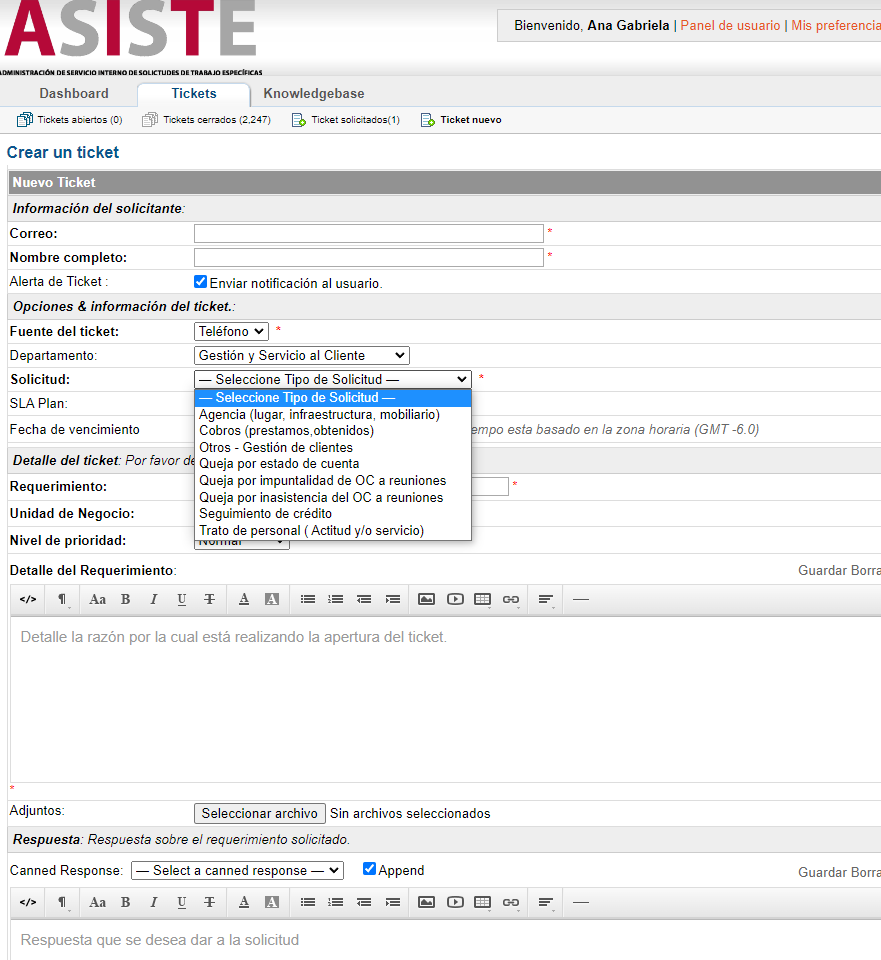 ASISTE
ADMINISTRACIÓN DE SERVICIO INTERNO DE SOLICTUDES DE TRABAJO ESPECÍFICAS
Bienvenido, Ana Gabriela | Panel de usuario | Mis preferencia
Dashboard Tickets Knowledgebase
Tickets abiertos (0) Tickets cerrados (2,247) Ticket solicitados(1) Ticket nuevo
Crear un ticket
Nuevo Ticket
Información del solicitante:
Correo: *
Nombre completo: *
Alerta de Ticket : Enviar notificación al usuario.
Opciones & información del ticket.:
Fuente del ticket: Teléfono *
Departamento: Gestión y Servicio al Cliente
Solicitud: — Seleccione Tipo de Solicitud — *
— Seleccione Tipo de Solicitud —
SLA Plan:
Agencia (lugar, infraestructura, mobiliario)
Cobros (prestamos,obtenidos)
Fecha de vencimiento empo esta basado en la zona horaria (GMT -6.0)
Otros - Gestión de clientes
Detalle del ticket: Por favor de
Queja por estado de cuenta
Queja por impuntalidad de OC a reuniones
Requerimiento: *
Queja por inasistencia del OC a reuniones
Unidad de Negocio:
Seguimiento de crédito
Trato de personal ( Actitud y/o servicio)
Nivel de prioridad: Normal
Detalle del Requerimiento: Guardar Borra
</> ¶ Aa B I U T A A
Detalle la razón por la cual está realizando la apertura del ticket.
*
Adjuntos: Seleccionar archivo Sin archivos seleccionados
Respuesta: Respuesta sobre el requerimiento solicitado.
Canned Response: — Select a canned response — Append Guardar Borra
</> ¶ Aa B I U T A A
Respuesta que se desea dar a la solicitud